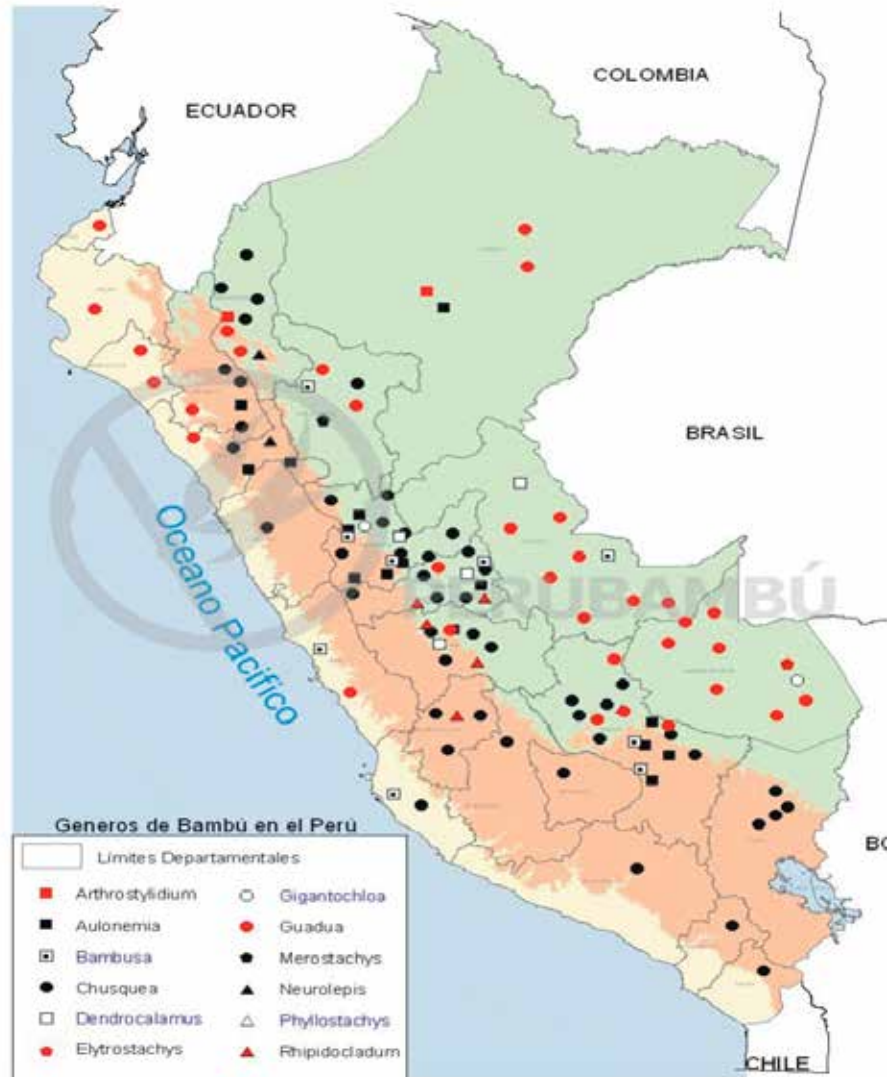 COLOMBIA
ECUADOR
BRASIL
PERUBAMBÚ
Oceano Pacifico
BO
CHILE
Generos de Bambú en el Perú
Límites Departamentales
Arthrostylidium
Aulonemia
Bambusa
Chusquea
Dendrocalamus
Elytrostachys
Gigantochloa
Guadua
Merostachys
Neurolepis
Phyllostachys
Rhipidocladum